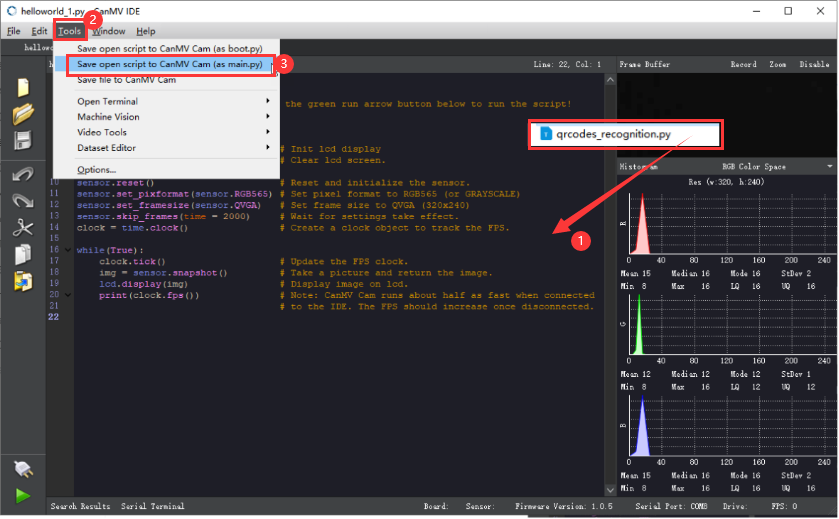 helloworld_1.py - CanMV IDE
File Edit Tools Window Help
2
Save open script to CanMV Cam (as boot.py)
Save open script to CanMV Cam (as main.py)
3
Save file to CanMV Cam
Open Terminal
Machine Vision
Video Tools
Dataset Editor
Options...
hellow
Line: 22, Col: 1
Frame Buffer Record Zoom Disable
the green run arrow button below to run the script!
qrcodes_recognition.py
1
# Init lcd display
# Clear lcd screen.
10 sensor.reset() # Reset and initialize the sensor.
11 sensor.set_pixformat(sensor.RGB565) # Set pixel format to RGB565 (or GRAYSCALE)
12 sensor.set_framesize(sensor.QVGA) # Set frame size to QVGA (320x240)
13 sensor.skip_frames(time = 2000) # Wait for settings take effect.
14 clock = time.clock() # Create a clock object to track the FPS.
15
16 while(True):
17 clock.tick() # Update the FPS clock.
18 img = sensor.snapshot() # Take a picture and return the image.
19 lcd.display(img) # Display image on lcd.
20 print(clock.fps()) # Note: CanMV Cam runs about half as fast when connected
21 # to the IDE. The FPS should increase once disconnected.
22
Histogram RGB Color Space
Res (w:320, h:240)
R
0 40 80 120 160 200 240
Mean 15 Median 16 Mode 16 StDev 2
Min 8 Max 16 LQ 16 UQ 16
G
0 40 80 120 160 200 240
Mean 12 Median 12 Mode 12 StDev 1
Min 8 Max 16 LQ 12 UQ 12
B
0 40 80 120 160 200 240
Mean 16 Median 16 Mode 16 StDev 2
Min 8 Max 16 LQ 16 UQ 16
Search Results Serial Terminal
Board: Sensor: Firmware Version: 1.0.5 Serial Port: COM8 Drive: FPS: 0